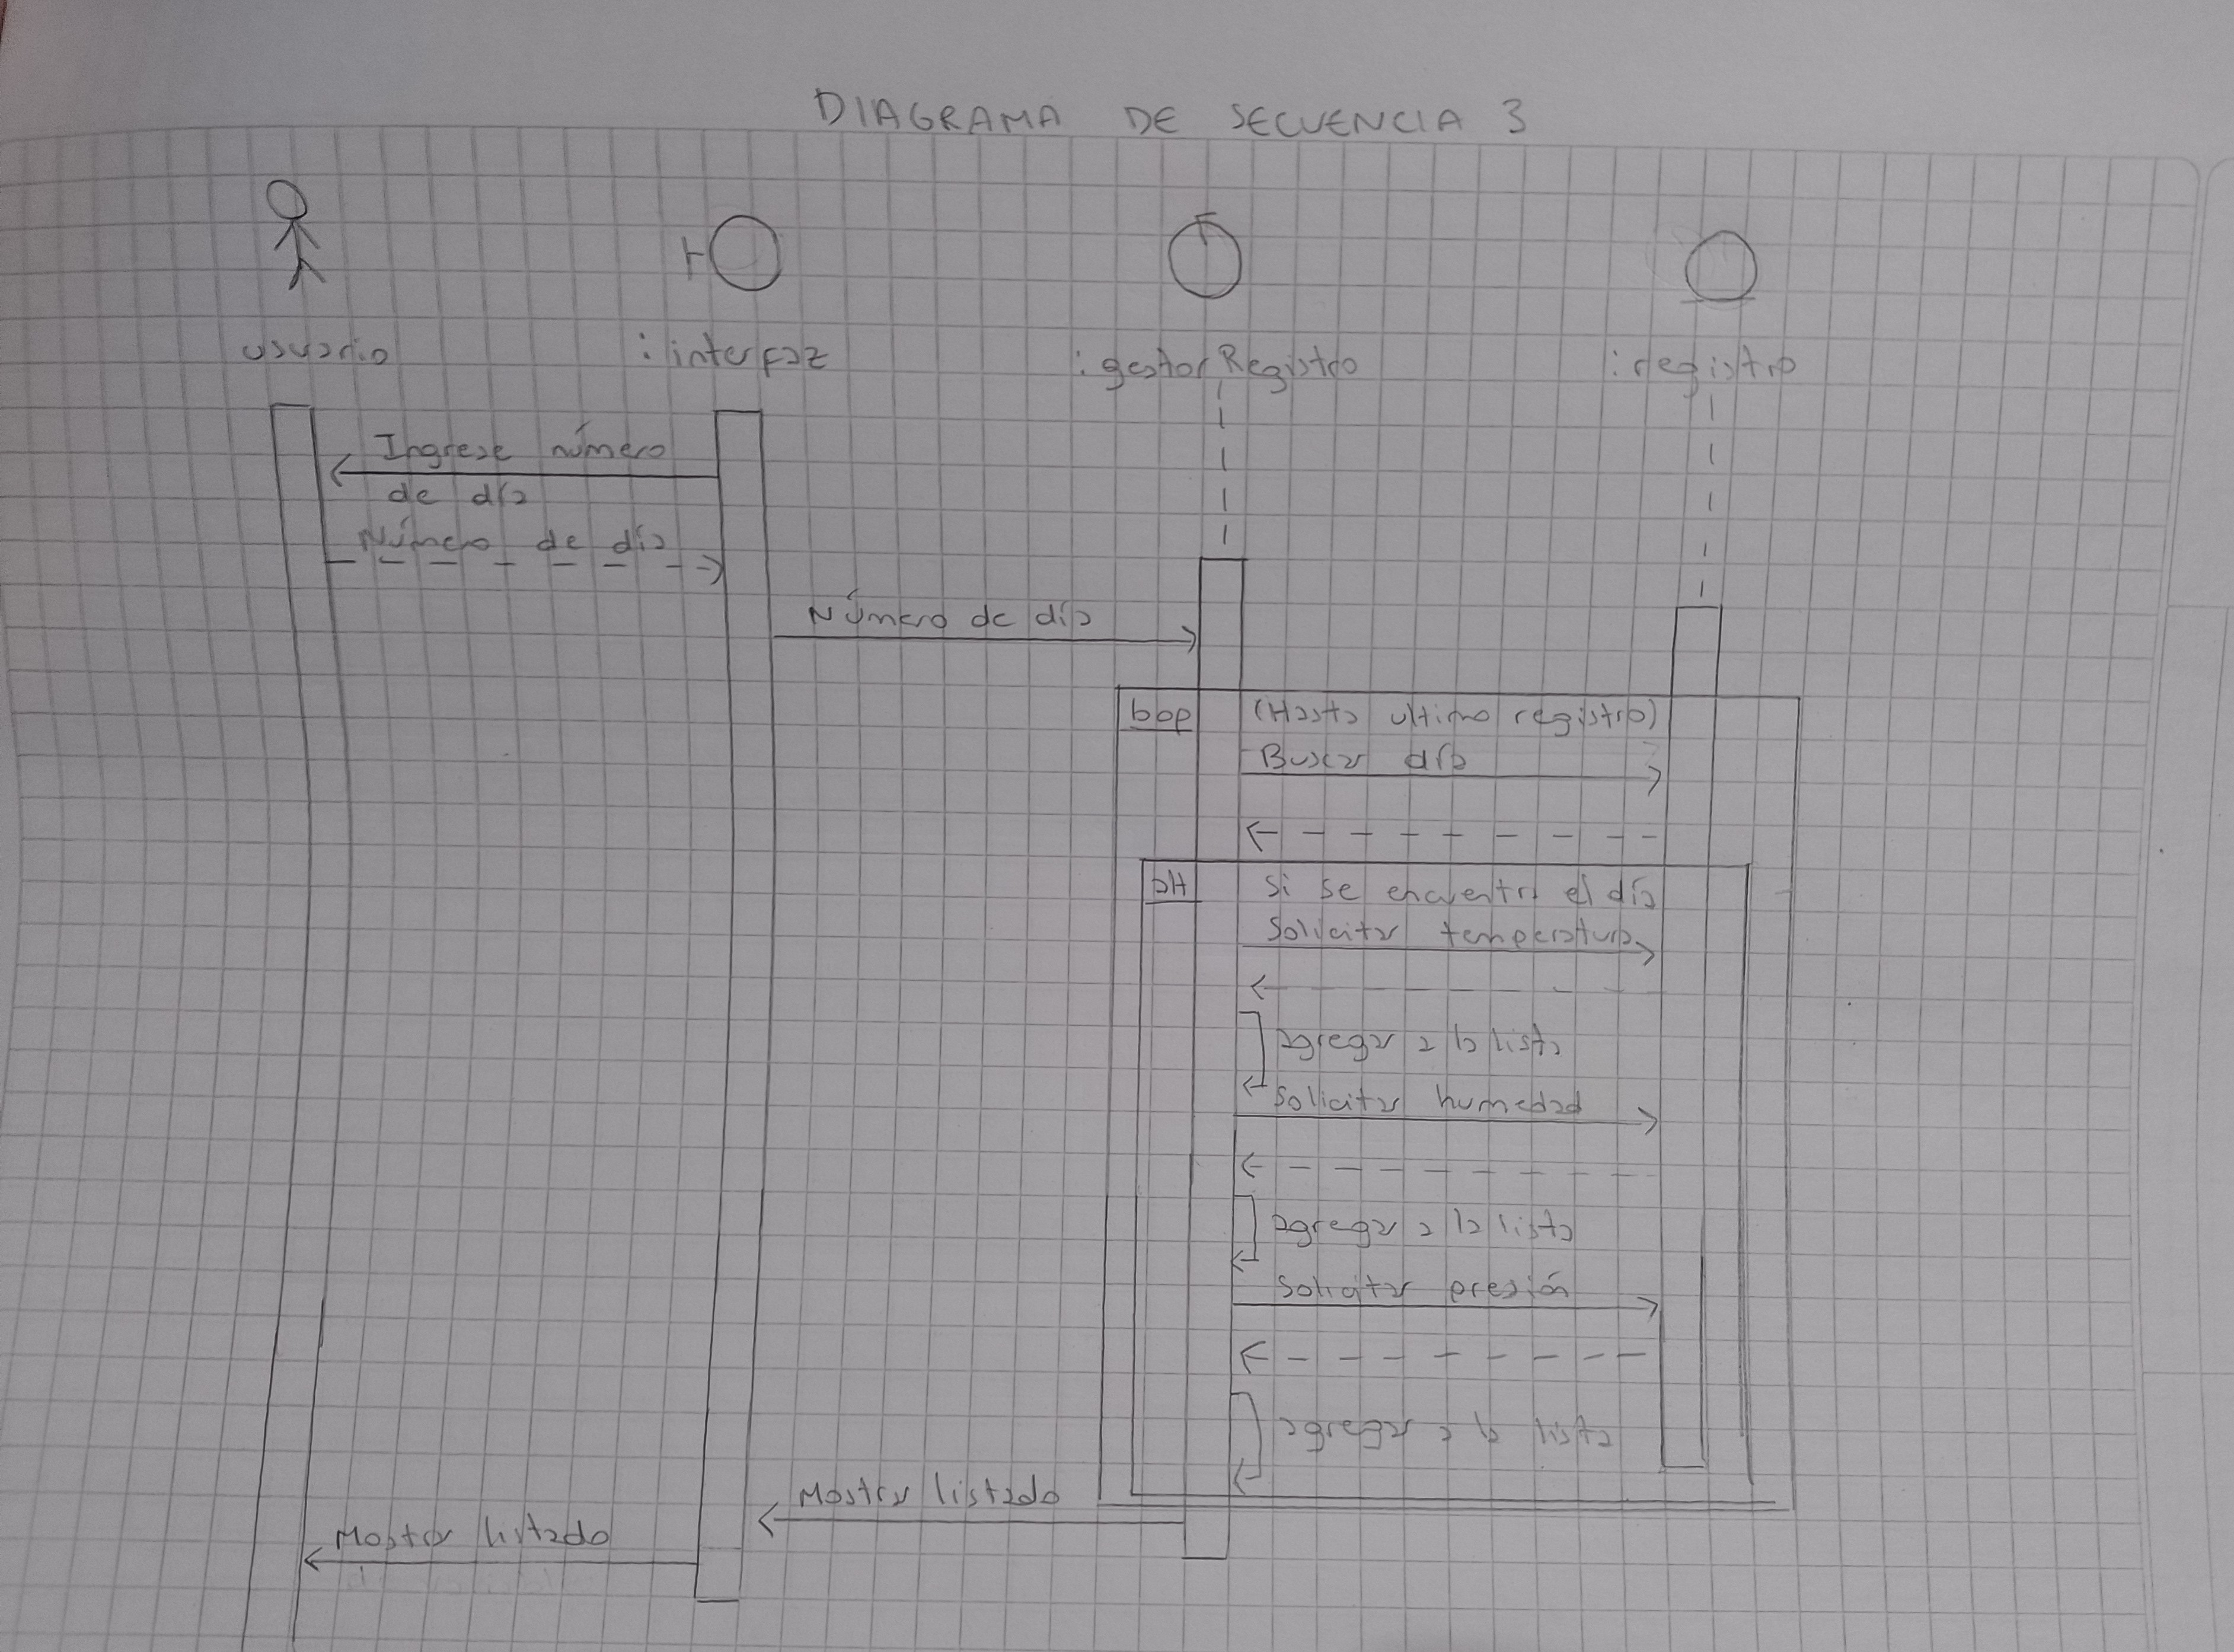 DIAGRAMA DE SECUENCIA 3
usuario
:interfaz
:gestorRegistro
:registro
Ingrese número
de día
Número de día
Número de día
loop
(Hasta ultimo registro)
Buscar día
alt
Si se encuentra el día
Solicitar temperatura
agregar a la lista
Solicitar humedad
agregar a la lista
Solicitar presión
agregar a la lista
Mostrar listado
Mostrar listado